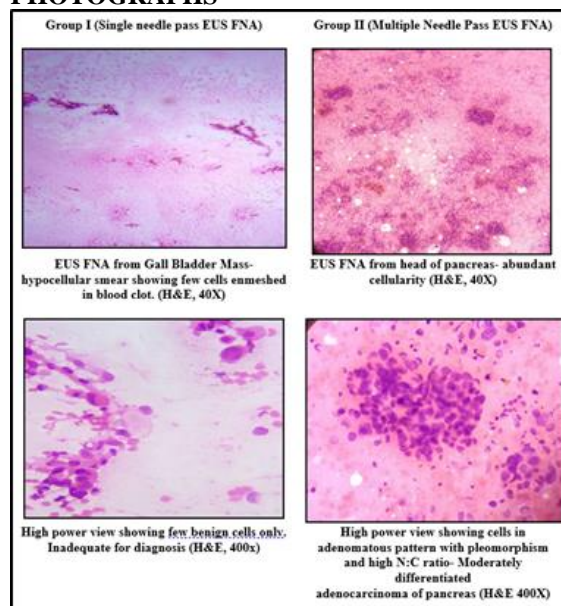 PHOTOGRAPHS
Group I (Single needle pass EUS FNA)
Group II (Multiple Needle Pass EUS FNA)
EUS FNA from Gall Bladder Mass-
hypocellular smear showing few cells enmeshed
in blood clot. (H&E, 40X)
EUS FNA from head of pancreas- abundant
cellularity (H&E, 40X)
High power view showing few benign cells only.
Inadequate for diagnosis (H&E, 400x)
High power view showing cells in
adenomatous pattern with pleomorphism
and high N:C ratio- Moderately
differentiated
adenocarcinoma of pancreas (H&E 400X)